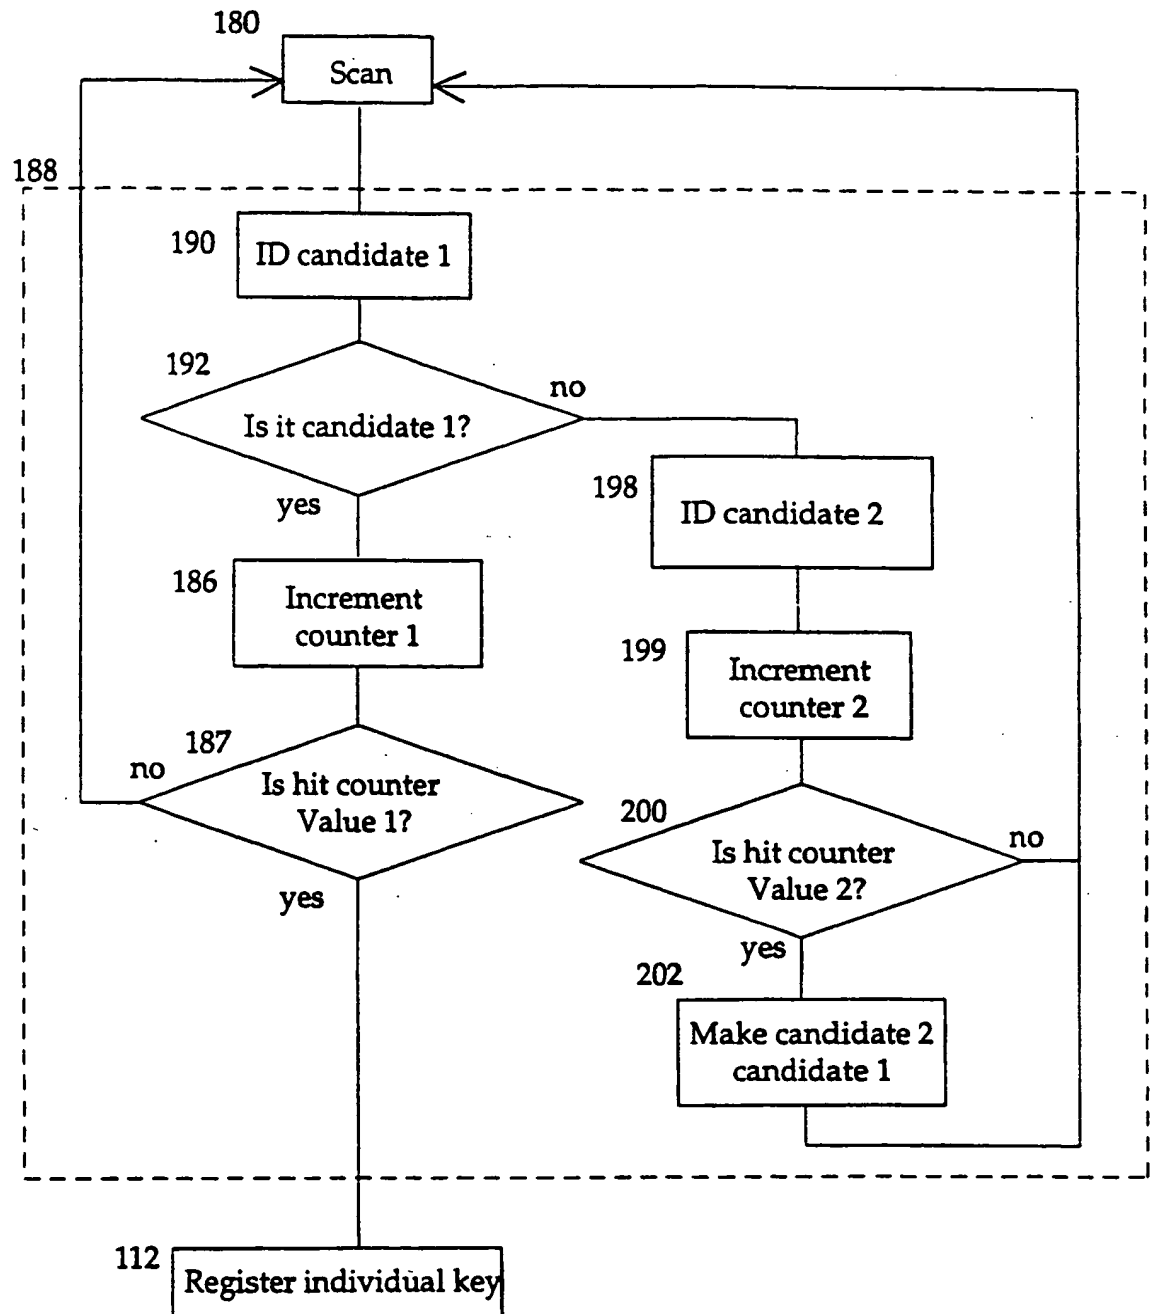 180
Scan
188
190
ID candidate 1
192
no
Is it candidate 1?
yes
198
ID candidate 2
186
Increment
counter 1
199
Increment
counter 2
187
no
Is hit counter
Value 1?
yes
200
no
Is hit counter
Value 2?
yes
202
Make candidate 2
candidate 1
112
Register individual key